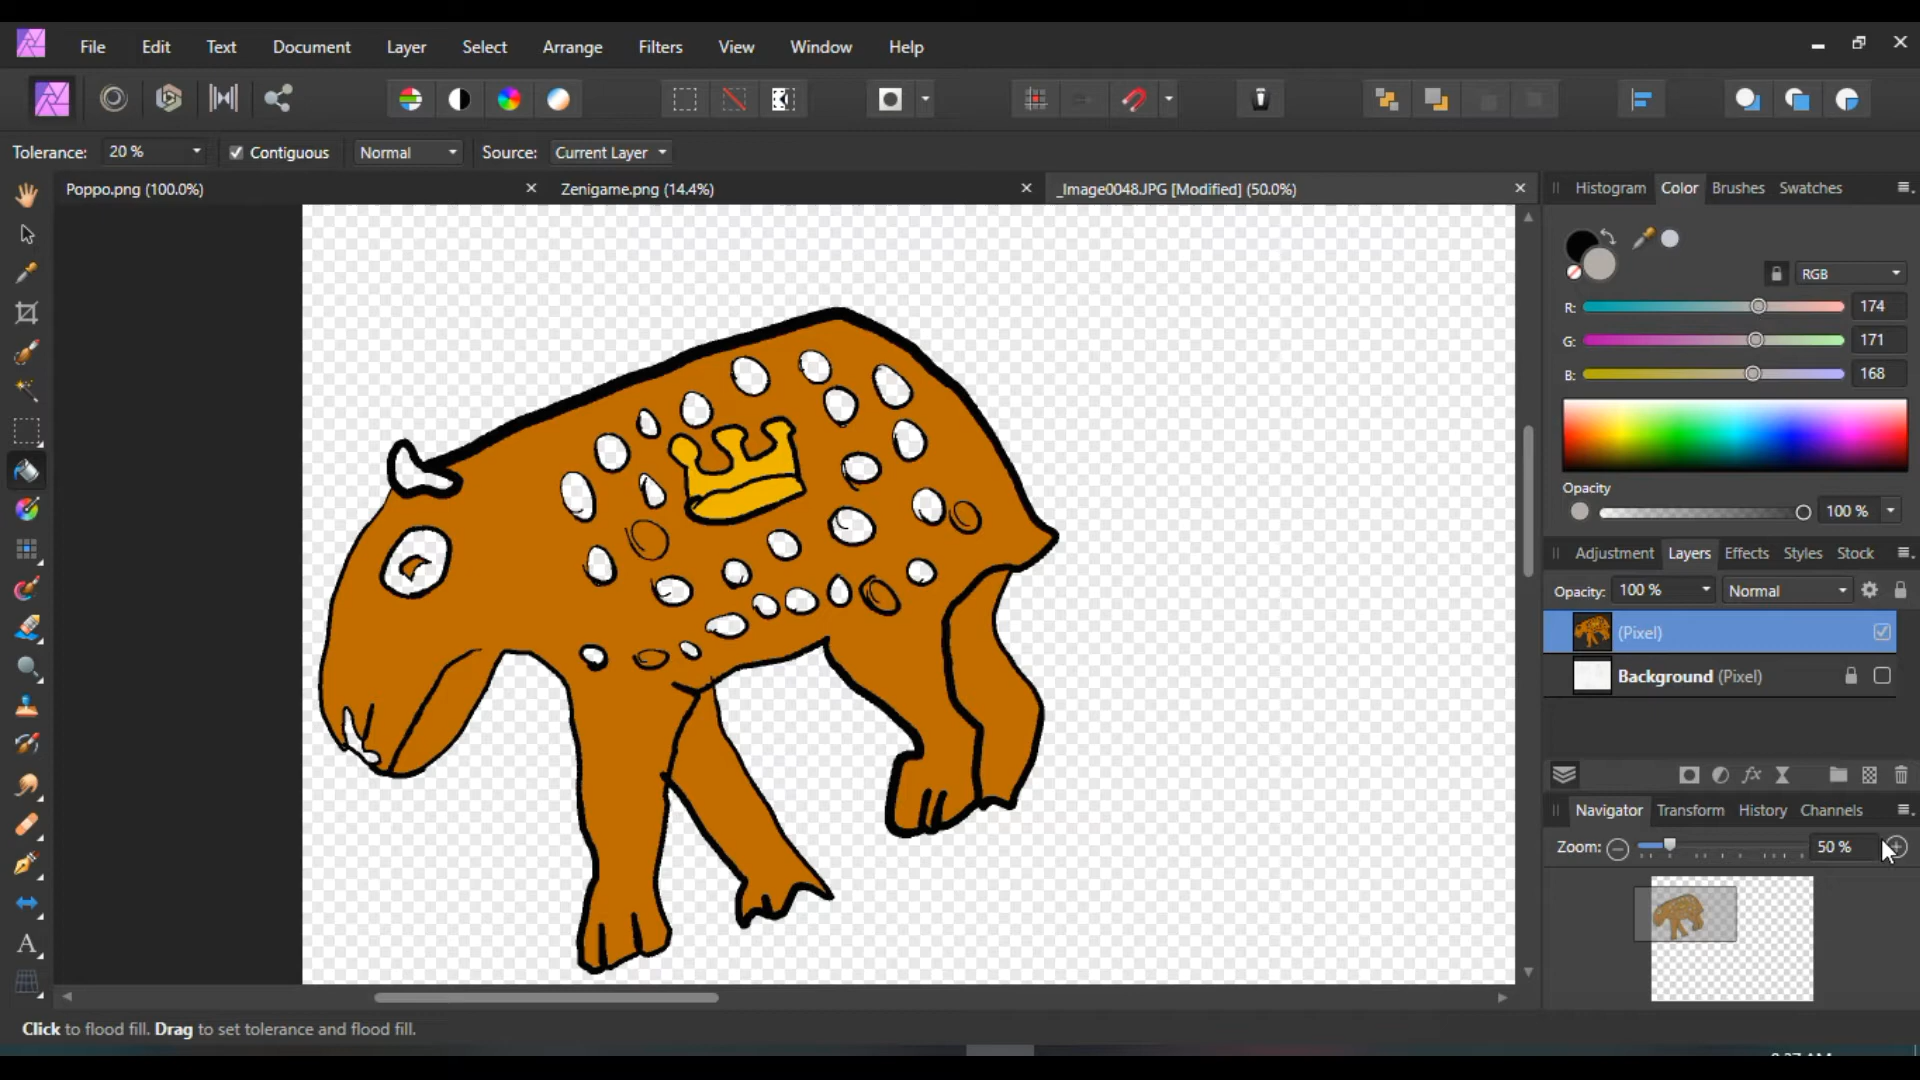 File Edit Text Document Layer Select Arrange Filters View Window Help
Tolerance: 20 % Contiguous Normal Source: Current Layer
Poppo.png (100.0%) Zenigame.png (14.4%) _Image0048.JPG [Modified] (50.0%)
Histogram Color Brushes Swatches
RGB
R: 174
G: 171
B: 168
Opacity
100 %
Adjustment Layers Effects Styles Stock
Opacity: 100 % Normal
(Pixel)
Background (Pixel)
fx
Navigator Transform History Channels
Zoom: 50 %
A
Click to flood fill. Drag to set tolerance and flood fill.